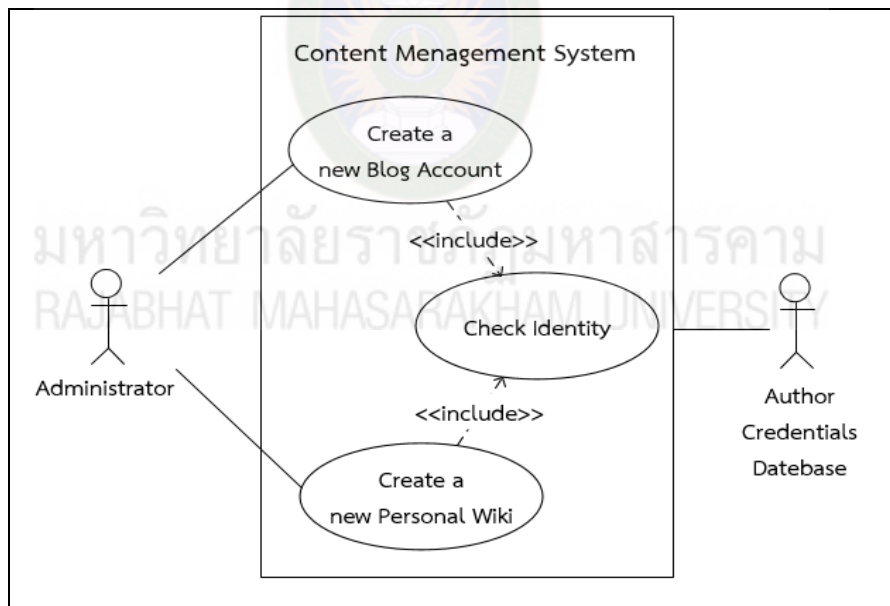 Content Menagement System
Create a
new Blog Account
<<include>>
มหาวิทยาลัยราชภัฏมหาสารคาม
RAJABHAT MAHASARAKHAM UNIVERSITY
Check Identity
Administrator
<<include>>
Author
Credentials
Datebase
Create a
new Personal Wiki